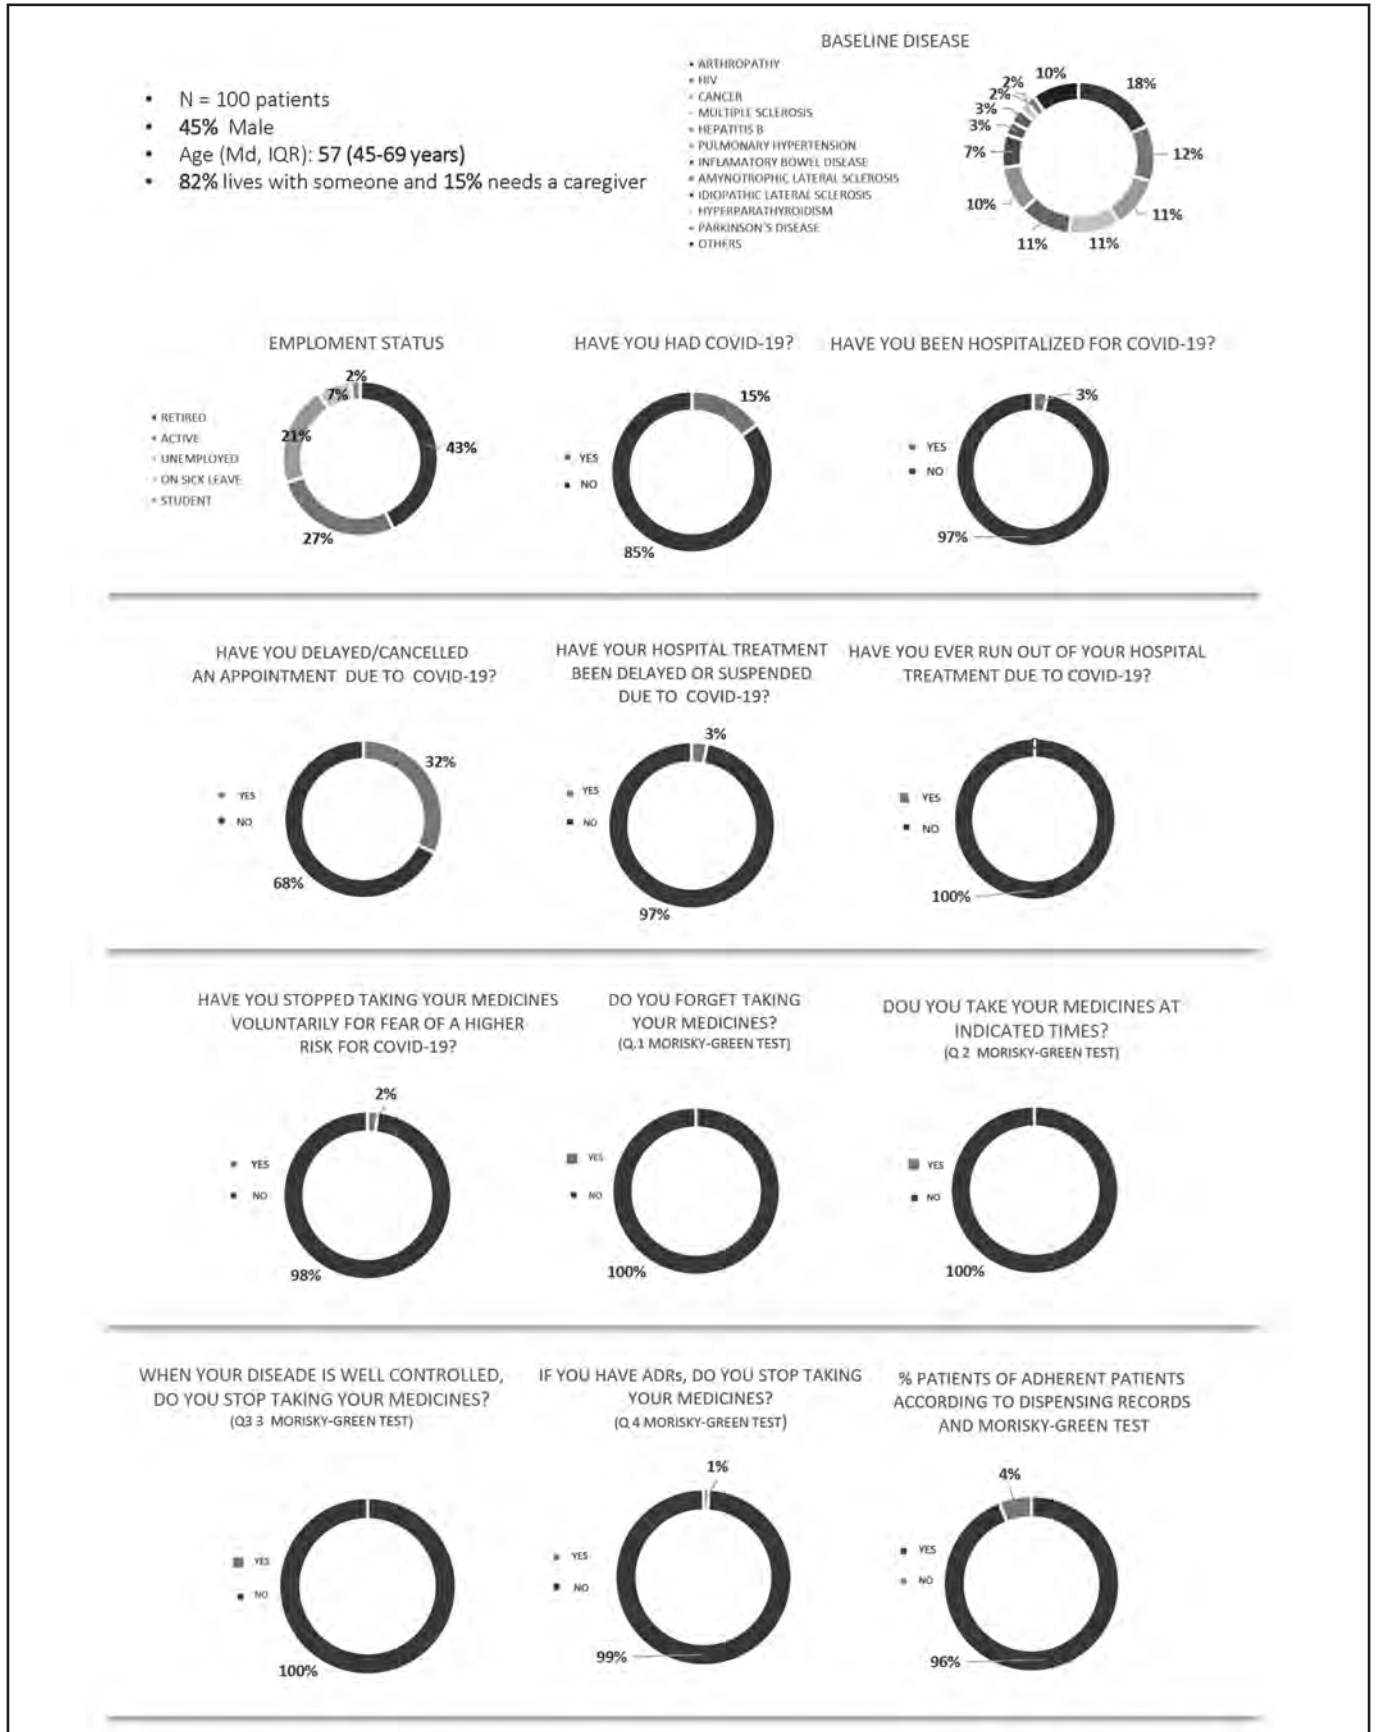 • N = 100 patients
• 45% Male
• Age (Md, IQR): 57 (45-69 years)
• 82% lives with someone and 15% needs a caregiver
BASELINE DISEASE
• ARTHROPATHY
• HIV
• CANCER
• MULTIPLE SCLEROSIS
• HEPATITIS B
• PULMONARY HYPERTENSION
• INFLAMATORY BOWEL DISEASE
• AMYNOTROPHIC LATERAL SCLEROSIS
• IDIOPATHIC LATERAL SCLEROSIS
• HYPERPARATHYROIDISM
• PARKINSON'S DISEASE
• OTHERS
18%
12%
11%
11%
11%
10%
7%
3%
3%
2%
2%
10%
EMPLOMENT STATUS
• RETIRED
• ACTIVE
• UNEMPLOYED
• ON SICK LEAVE
• STUDENT
43%
27%
21%
7%
2%
HAVE YOU HAD COVID-19?
YES
NO
15%
85%
HAVE YOU BEEN HOSPITALIZED FOR COVID-19?
YES
NO
3%
97%
HAVE YOU DELAYED/CANCELLED
AN APPOINTMENT DUE TO COVID-19?
YES
NO
32%
68%
HAVE YOUR HOSPITAL TREATMENT
BEEN DELAYED OR SUSPENDED
DUE TO COVID-19?
YES
NO
3%
97%
HAVE YOU EVER RUN OUT OF YOUR HOSPITAL
TREATMENT DUE TO COVID-19?
YES
NO
100%
HAVE YOU STOPPED TAKING YOUR MEDICINES
VOLUNTARILY FOR FEAR OF A HIGHER
RISK FOR COVID-19?
YES
NO
2%
98%
DO YOU FORGET TAKING
YOUR MEDICINES?
(Q.1 MORISKY-GREEN TEST)
YES
NO
100%
DOU YOU TAKE YOUR MEDICINES AT
INDICATED TIMES?
(Q 2 MORISKY-GREEN TEST)
YES
NO
100%
WHEN YOUR DISEADE IS WELL CONTROLLED,
DO YOU STOP TAKING YOUR MEDICINES?
(Q3 3 MORISKY-GREEN TEST)
YES
NO
100%
IF YOU HAVE ADRs, DO YOU STOP TAKING
YOUR MEDICINES?
(Q 4 MORISKY-GREEN TEST)
YES
NO
1%
99%
% PATIENTS OF ADHERENT PATIENTS
ACCORDING TO DISPENSING RECORDS
AND MORISKY-GREEN TEST
YES
NO
4%
96%